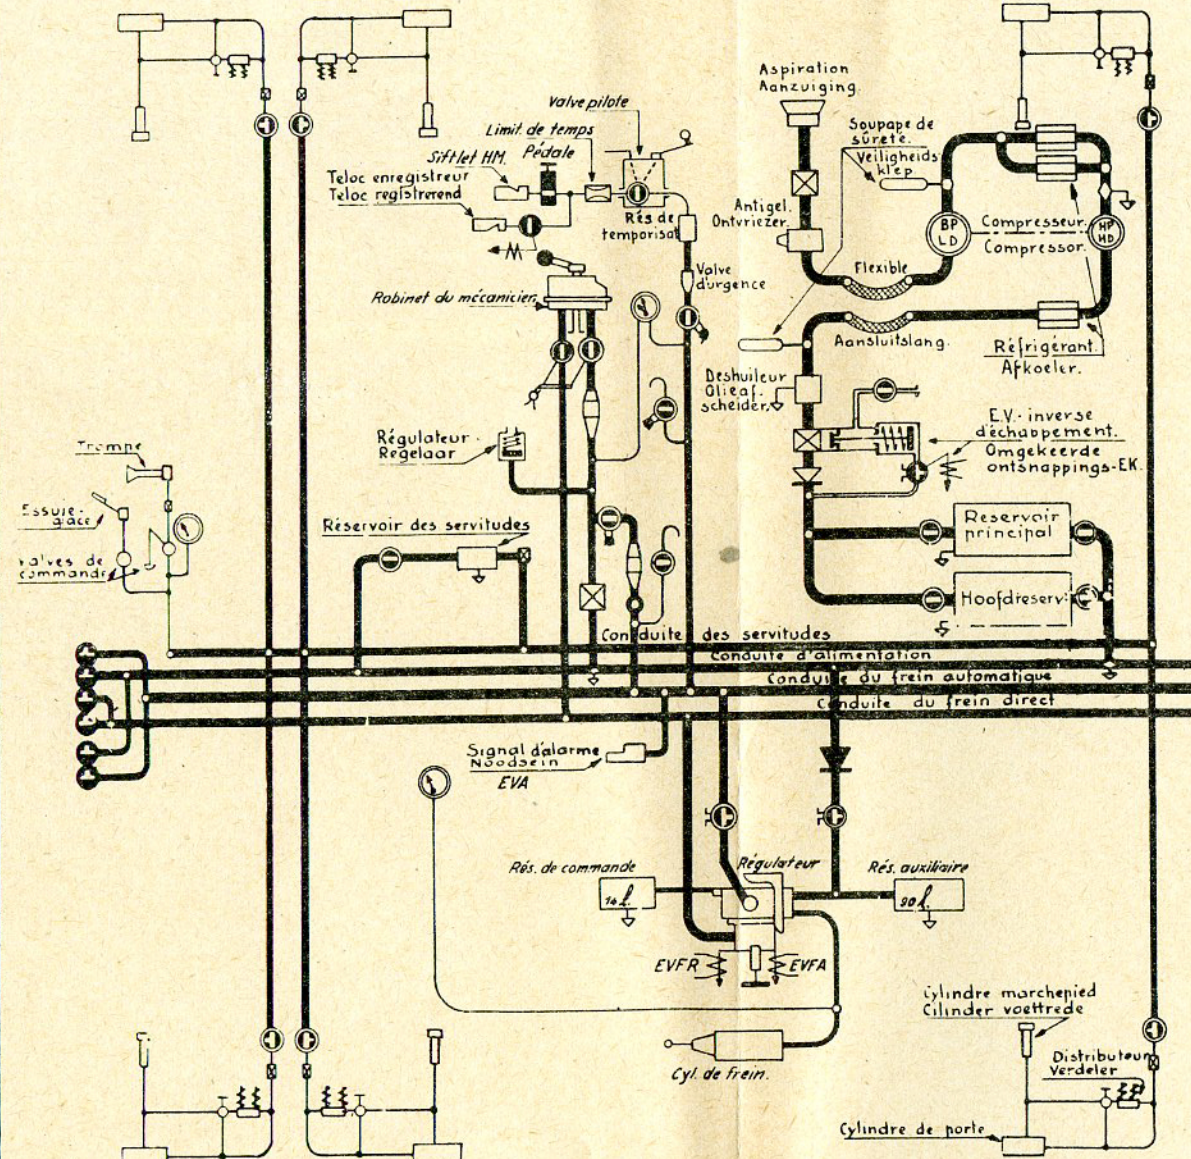 Aspiration
Aanzuiging.
Valve pilote
Limit. de temps
Pédale
Sifflet HM.
Teloc enregistreur
Teloc registrerend
Rés de
temporisat
Soupape de
sûreté.
Veiligheids
klep
Antigel.
Ontvriezer.
BP
LD
Compresseur.
Compressor.
HP
HD
Flexible
Valve
d'urgence
Robinet du mécanicien
Aansluitslang.
Réfrigérant.
Afkoeler.
Deshuileur
Olieaf.
scheider.
E.V.- inverse
d'échappement.
Omgekeerde
ontsnappings-EK.
Régulateur -
Regelaar
Trompe
Essuie-
glace
Valves de
commande
Réservoir des servitudes
Reservoir
principal
Hoofdreserv:
Conduite des servitudes
Conduite d'alimentation
Conduite du frein automatique
Conduite du frein direct
Signal d'alarme
Noodsein
EVA
Rés. de commande
14 l.
Régulateur
Rés. auxiliaire
90 l.
EVFR
EVFA
Cyl. de frein.
Cylindre marchepied
Cilinder voettrede
Distributeur
Verdeler
Cylindre de porte